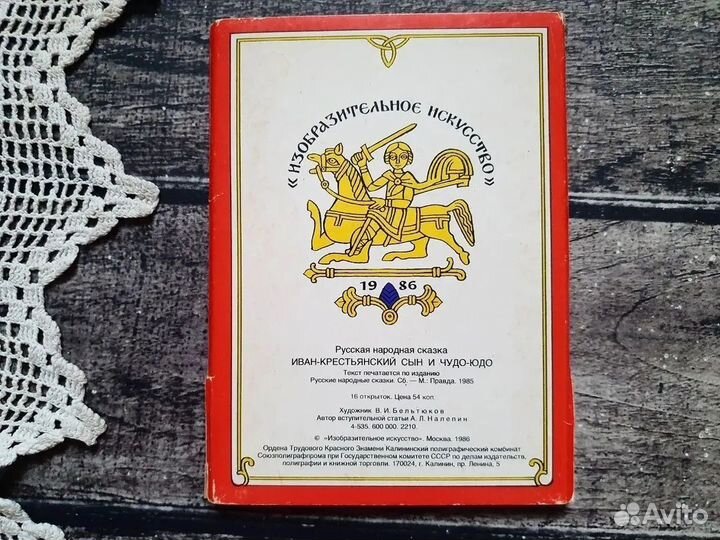 «ИЗОБРАЗИТЕЛЬНОЕ ИСКУССТВО»
19 86
Русская народная сказка
ИВАН-КРЕСТЬЯНСКИЙ СЫН И ЧУДО-ЮДО
Текст печатается по изданию
Русские народные сказки. Сб. — М.: Правда. 1985
16 открыток. Цена 54 коп.
Художник В. И. Бельтюков
Автор вступительной статьи А. Л. Налепин
4-535. 600 000. 2210.
© «Изобразительное искусство». Москва. 1986
Ордена Трудового Красного Знамени Калининский полиграфический комбинат
Союзполиграфпрома при Государственном комитете СССР по делам издательств,
полиграфии и книжной торговли. 170024, г. Калинин, пр. Ленина, 5
Avito